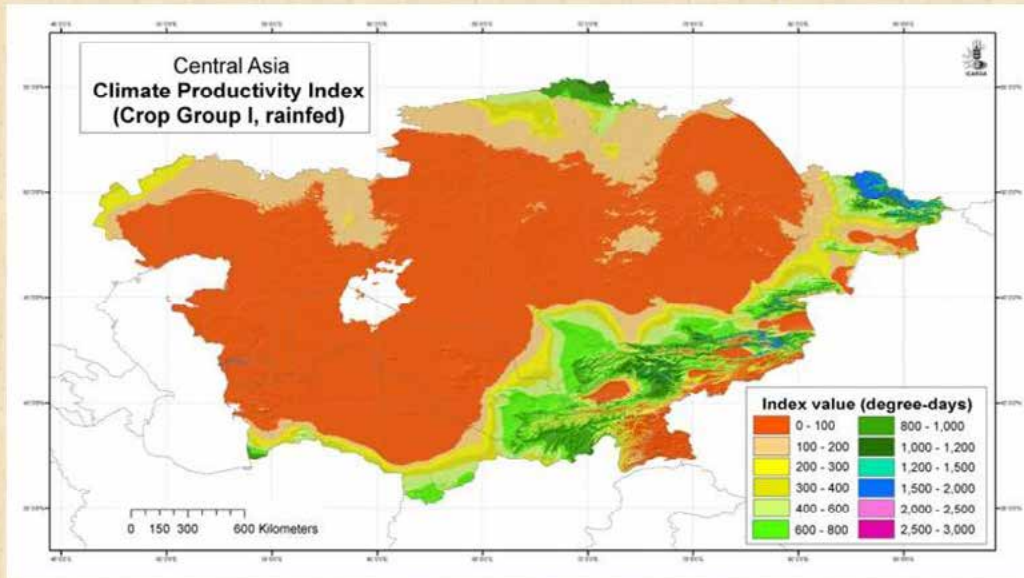 Central Asia
Climate Productivity Index
(Crop Group I, rainfed)
ICARDA
0 150 300 600 Kilometers
Index value (degree-days)
0 - 100
100 - 200
200 - 300
300 - 400
400 - 600
600 - 800
800 - 1,000
1,000 - 1,200
1,200 - 1,500
1,500 - 2,000
2,000 - 2,500
2,500 - 3,000